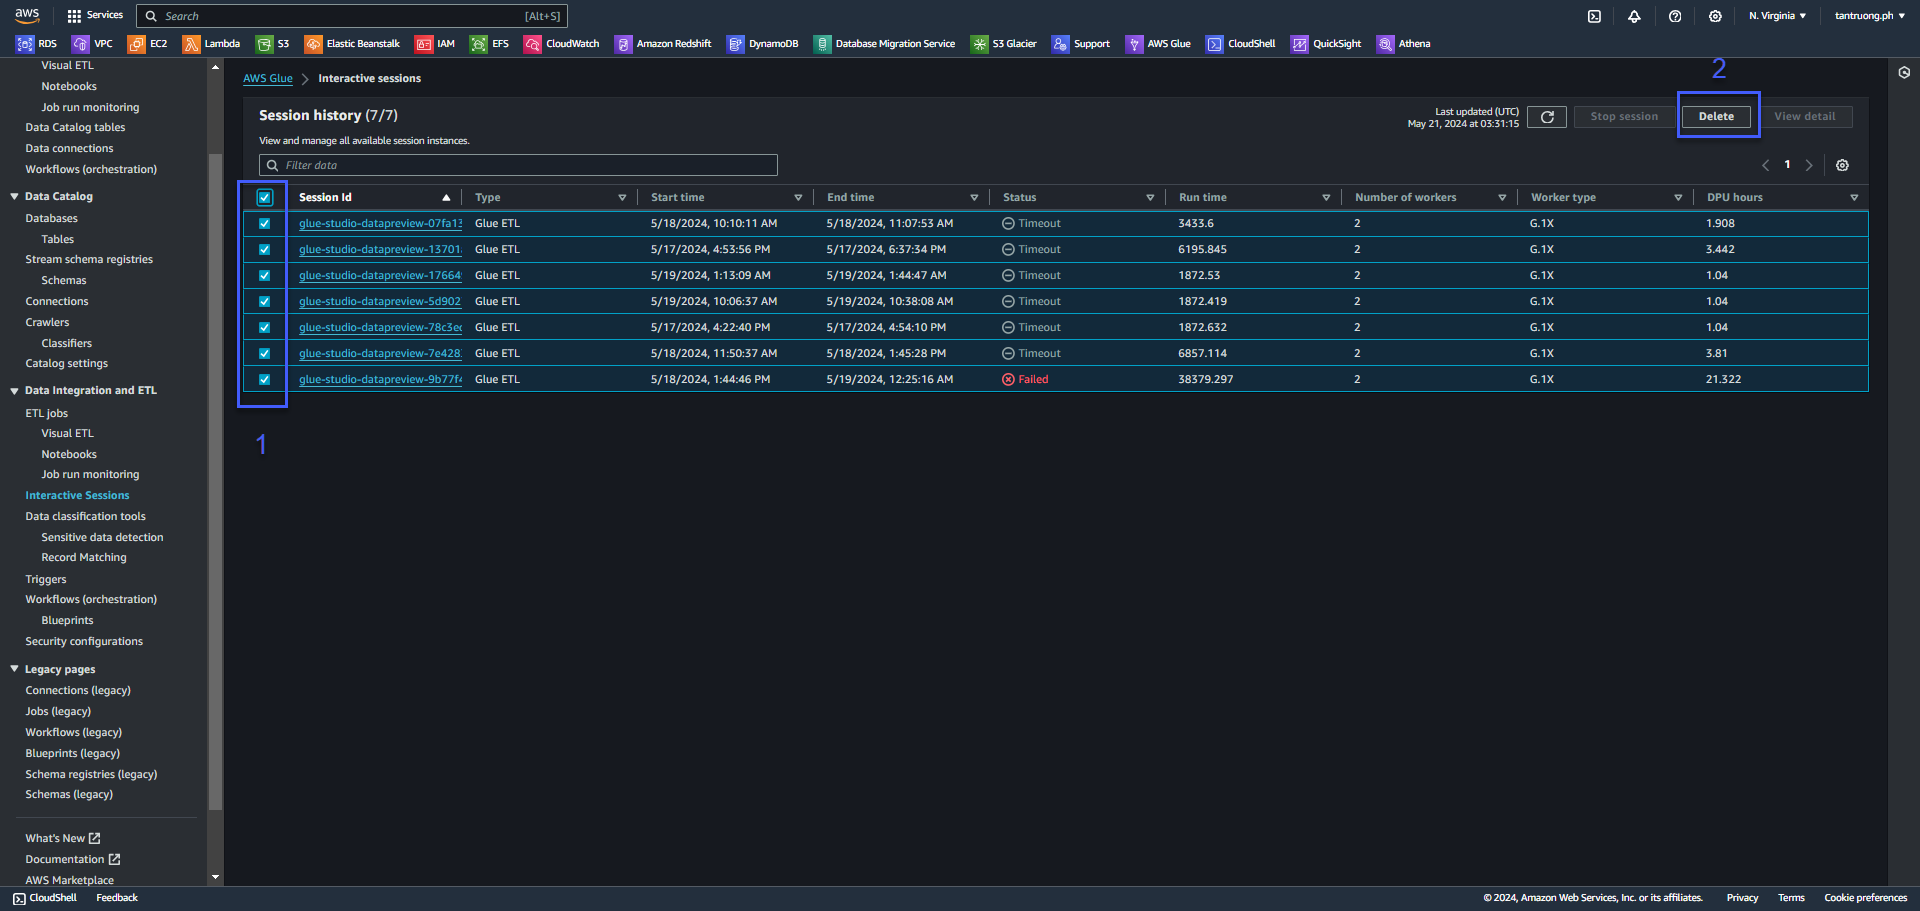 aws Services Search [Alt+S] N. Virginia tantruong.ph
RDS VPC EC2 Lambda S3 Elastic Beanstalk IAM EFS CloudWatch Amazon Redshift DynamoDB Database Migration Service S3 Glacier Support AWS Glue CloudShell QuickSight Athena
Visual ETL
Notebooks
Job run monitoring
Data Catalog tables
Data connections
Workflows (orchestration)
Data Catalog
Databases
Tables
Stream schema registries
Schemas
Connections
Crawlers
Classifiers
Catalog settings
Data Integration and ETL
ETL jobs
Visual ETL
Notebooks
Job run monitoring
Interactive Sessions
Data classification tools
Sensitive data detection
Record Matching
Triggers
Workflows (orchestration)
Blueprints
Security configurations
Legacy pages
Connections (legacy)
Jobs (legacy)
Workflows (legacy)
Blueprints (legacy)
Schema registries (legacy)
Schemas (legacy)
What's New
Documentation
AWS Marketplace
AWS Glue Interactive sessions
2
Session history (7/7)
Last updated (UTC)
May 21, 2024 at 03:31:15
Stop session Delete View detail
View and manage all available session instances.
Filter data
1
Session Id Type Start time End time Status Run time Number of workers Worker type DPU hours
glue-studio-datapreview-07fa13 Glue ETL 5/18/2024, 10:10:11 AM 5/18/2024, 11:07:53 AM Timeout 3433.6 2 G.1X 1.908
glue-studio-datapreview-13701 Glue ETL 5/17/2024, 4:53:56 PM 5/17/2024, 6:37:34 PM Timeout 6195.845 2 G.1X 3.442
glue-studio-datapreview-17664 Glue ETL 5/19/2024, 1:13:09 AM 5/19/2024, 1:44:47 AM Timeout 1872.53 2 G.1X 1.04
glue-studio-datapreview-5d902 Glue ETL 5/19/2024, 10:06:37 AM 5/19/2024, 10:38:08 AM Timeout 1872.419 2 G.1X 1.04
glue-studio-datapreview-78c3e Glue ETL 5/17/2024, 4:22:40 PM 5/17/2024, 4:54:10 PM Timeout 1872.632 2 G.1X 1.04
glue-studio-datapreview-7e428 Glue ETL 5/18/2024, 11:50:37 AM 5/18/2024, 1:45:28 PM Timeout 6857.114 2 G.1X 3.81
glue-studio-datapreview-9b77f4 Glue ETL 5/18/2024, 1:44:46 PM 5/19/2024, 12:25:16 AM Failed 38379.297 2 G.1X 21.322
1
CloudShell Feedback © 2024, Amazon Web Services, Inc. or its affiliates. Privacy Terms Cookie preferences